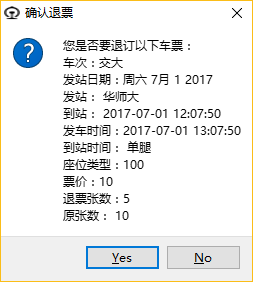 确认退票
您是否要退订以下车票：
车次：交大
发站日期：周六 7月 1 2017
发站： 华师大
到站： 2017-07-01 12:07:50
发车时间：2017-07-01 13:07:50
到站时间： 单腿
座位类型：100
票价：10
退票张数：5
原张数： 10
Yes No